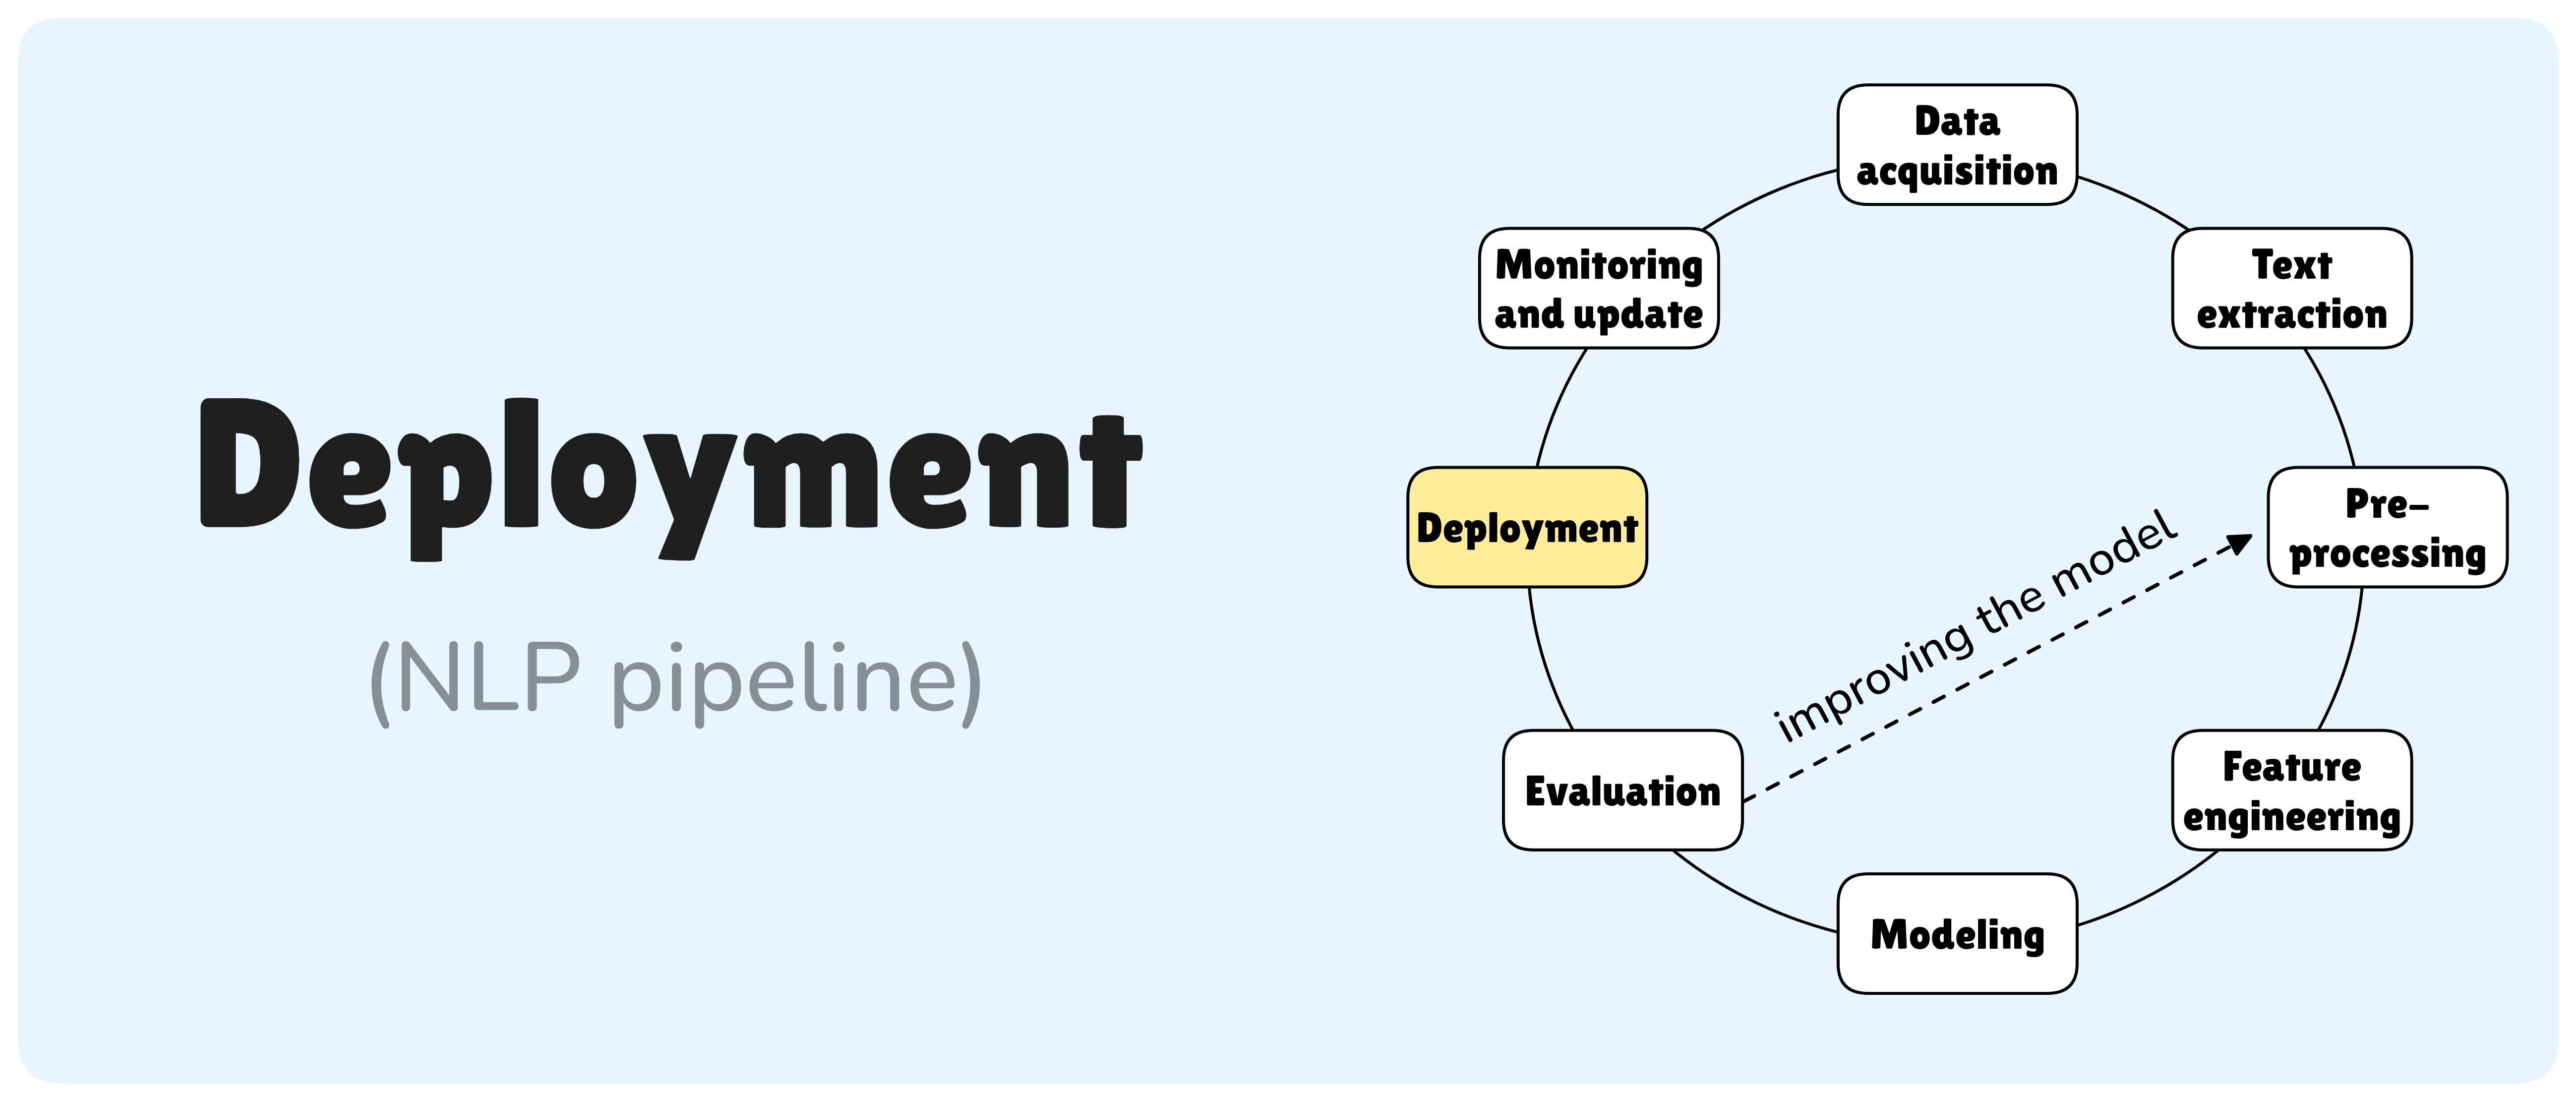 Deployment
(NLP pipeline)
Data
acquisition
Text
extraction
Pre-
processing
Feature
engineering
Modeling
Evaluation
Deployment
Monitoring
and update
improving the model